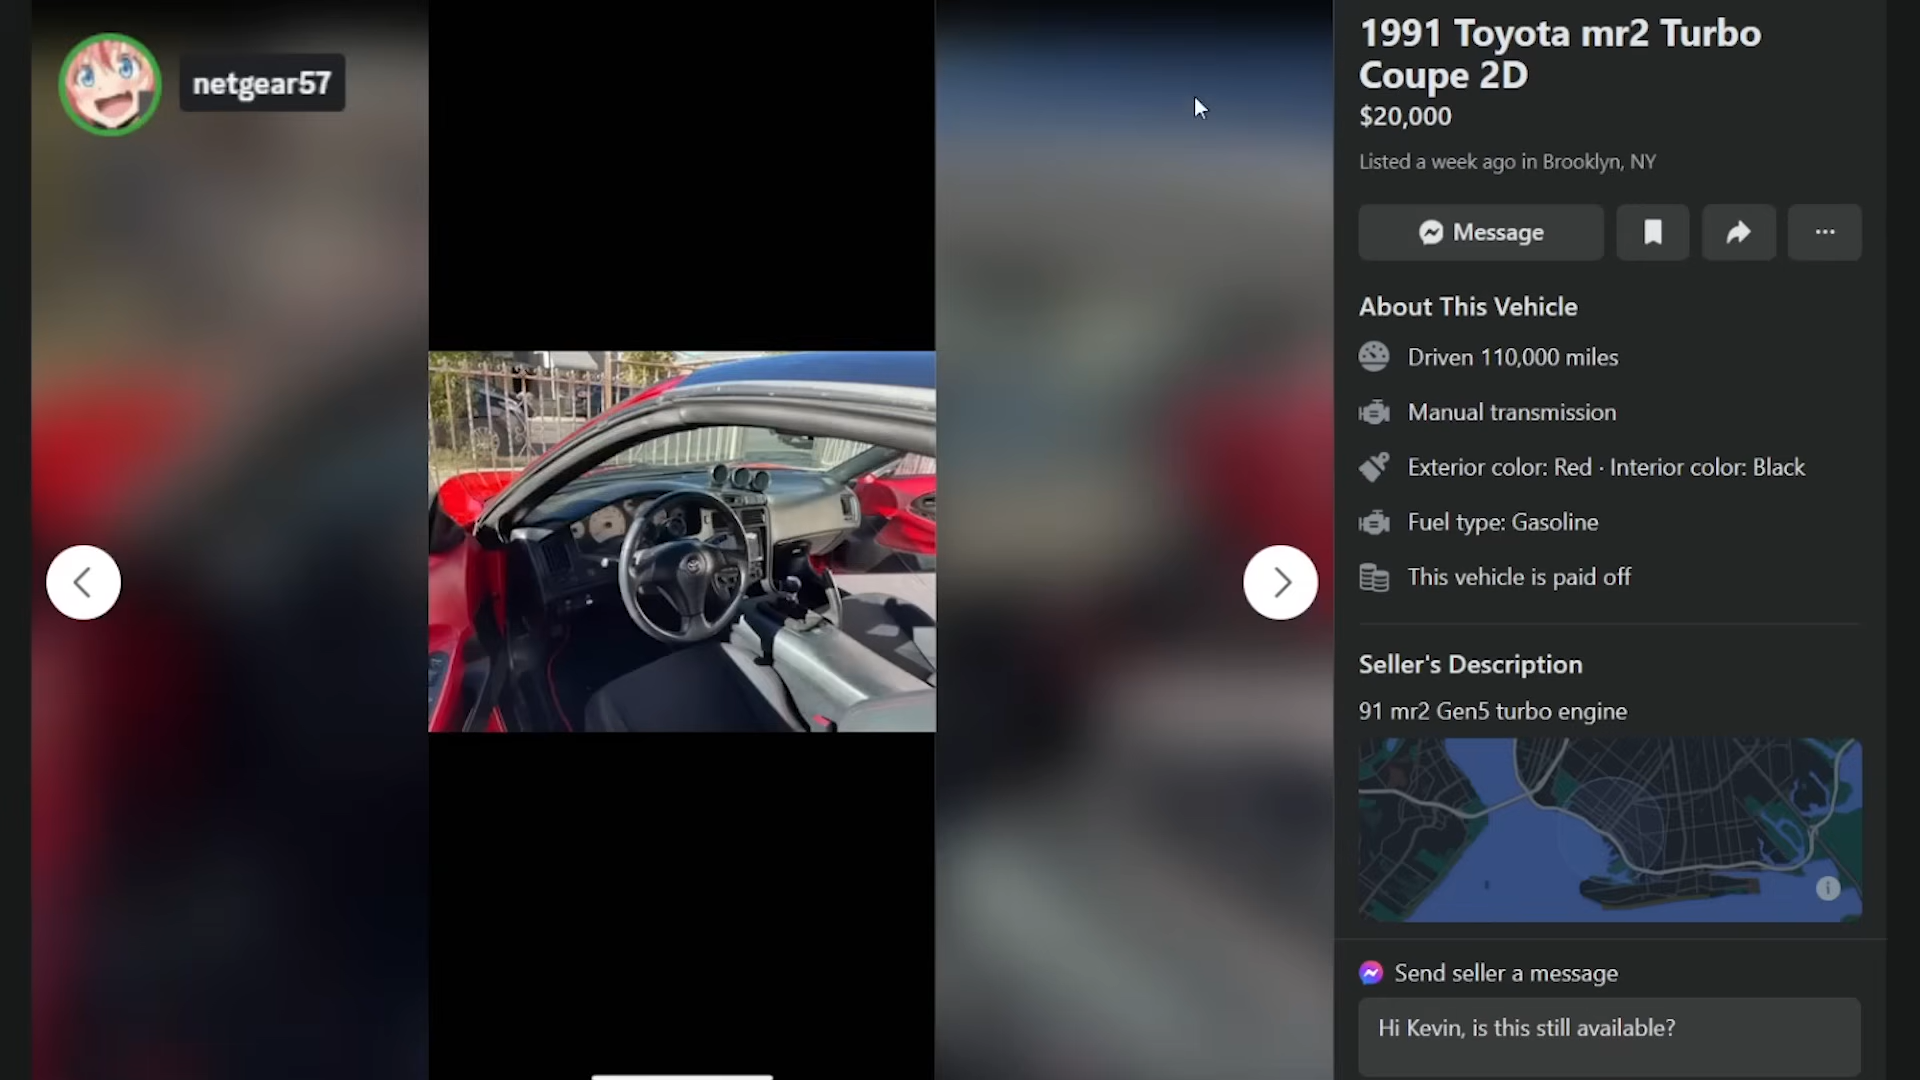 netgear57
1991 Toyota mr2 Turbo
Coupe 2D
$20,000
Listed a week ago in Brooklyn, NY
Message
About This Vehicle
Driven 110,000 miles
Manual transmission
Exterior color: Red · Interior color: Black
Fuel type: Gasoline
This vehicle is paid off
Seller's Description
91 mr2 Gen5 turbo engine
Send seller a message
Hi Kevin, is this still available?